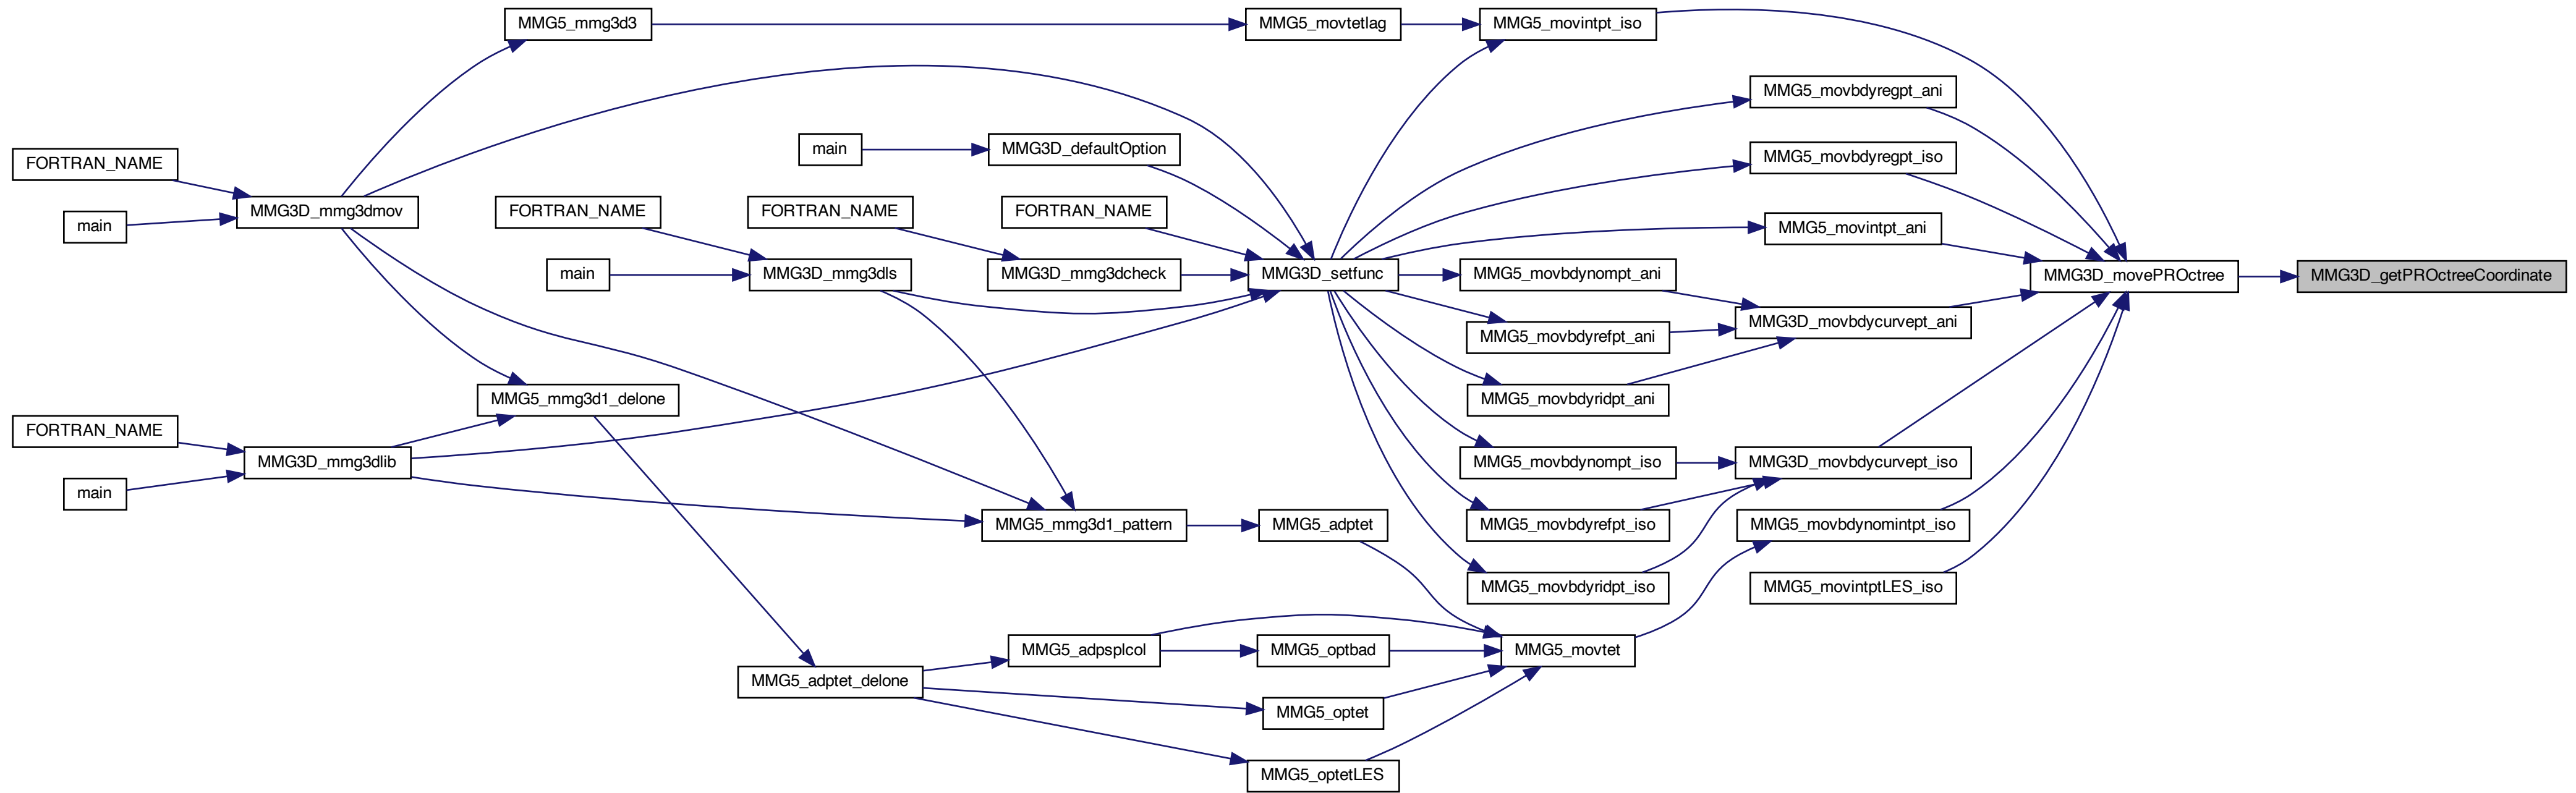 MMG5_mmg3d3
MMG5_movtetlag
MMG5_movintpt_iso
MMG5_movbdyregpt_ani
main
MMG3D_defaultOption
FORTRAN_NAME
MMG5_movbdyregpt_iso
MMG3D_mmg3dmov
FORTRAN_NAME
FORTRAN_NAME
FORTRAN_NAME
main
MMG5_movintpt_ani
main
MMG3D_mmg3dls
MMG3D_mmg3dcheck
MMG3D_setfunc
MMG5_movbdynompt_ani
MMG3D_movePROctree
MMG3D_getPROctreeCoordinate
MMG5_movbdyrefpt_ani
MMG3D_movbdycurvept_ani
MMG5_mmg3d1_delone
MMG5_movbdyridpt_ani
FORTRAN_NAME
MMG3D_mmg3dlib
MMG5_movbdynompt_iso
MMG3D_movbdycurvept_iso
main
MMG5_mmg3d1_pattern
MMG5_adptet
MMG5_movbdyrefpt_iso
MMG5_movbdynomintpt_iso
MMG5_movbdyridpt_iso
MMG5_movintptLES_iso
MMG5_adpsplcol
MMG5_optbad
MMG5_movtet
MMG5_adptet_delone
MMG5_optet
MMG5_optetLES